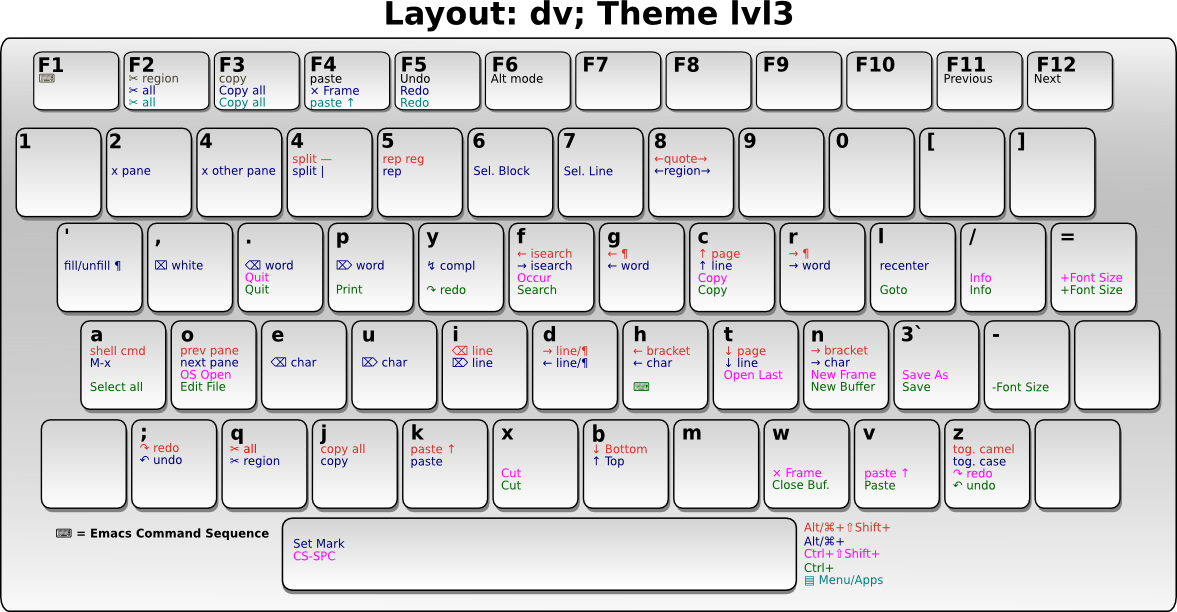 Layout: dv; Theme lvl3
F1
⌨
F2
✂ region
✂ all
✂ all
F3
copy
Copy all
Copy all
F4
paste
× Frame
paste ↑
F5
Undo
Redo
Redo
F6
Alt mode
F7
F8
F9
F10
F11
Previous
F12
Next
1
2
x pane
4
x other pane
4
split —
split |
5
rep reg
rep
6
Sel. Block
7
Sel. Line
8
←quote→
←region→
9
0
[
]
'
fill/unfill ¶
,
⌧ white
.
⌫ word
Quit
Quit
p
⌦ word
Print
y
↯ compl
↷ redo
f
← isearch
→ isearch
Occur
Search
g
← ¶
← word
c
↑ page
↑ line
Copy
Copy
r
→ ¶
→ word
l
recenter
Goto
/
Info
Info
=
+Font Size
+Font Size
a
shell cmd
M-x
Select all
o
prev pane
next pane
OS Open
Edit File
e
⌫ char
u
⌦ char
i
⌫ line
⌦ line
d
→ line/¶
← line/¶
h
← bracket
← char
⌨
t
↓ page
↓ line
Open Last
n
→ bracket
→ char
New Frame
New Buffer
3`
Save As
Save
-
-Font Size
;
↷ redo
↶ undo
q
✂ all
✂ region
j
copy all
copy
k
paste ↑
paste
x
Cut
Cut
b
↓ Bottom
↑ Top
m
w
× Frame
Close Buf.
v
paste ↑
Paste
z
tog. camel
tog. case
↷ redo
↶ undo
⌨ = Emacs Command Sequence
Set Mark
CS-SPC
Alt/⌘+⇧Shift+
Alt/⌘+
Ctrl+⇧Shift+
Ctrl+
▤ Menu/Apps